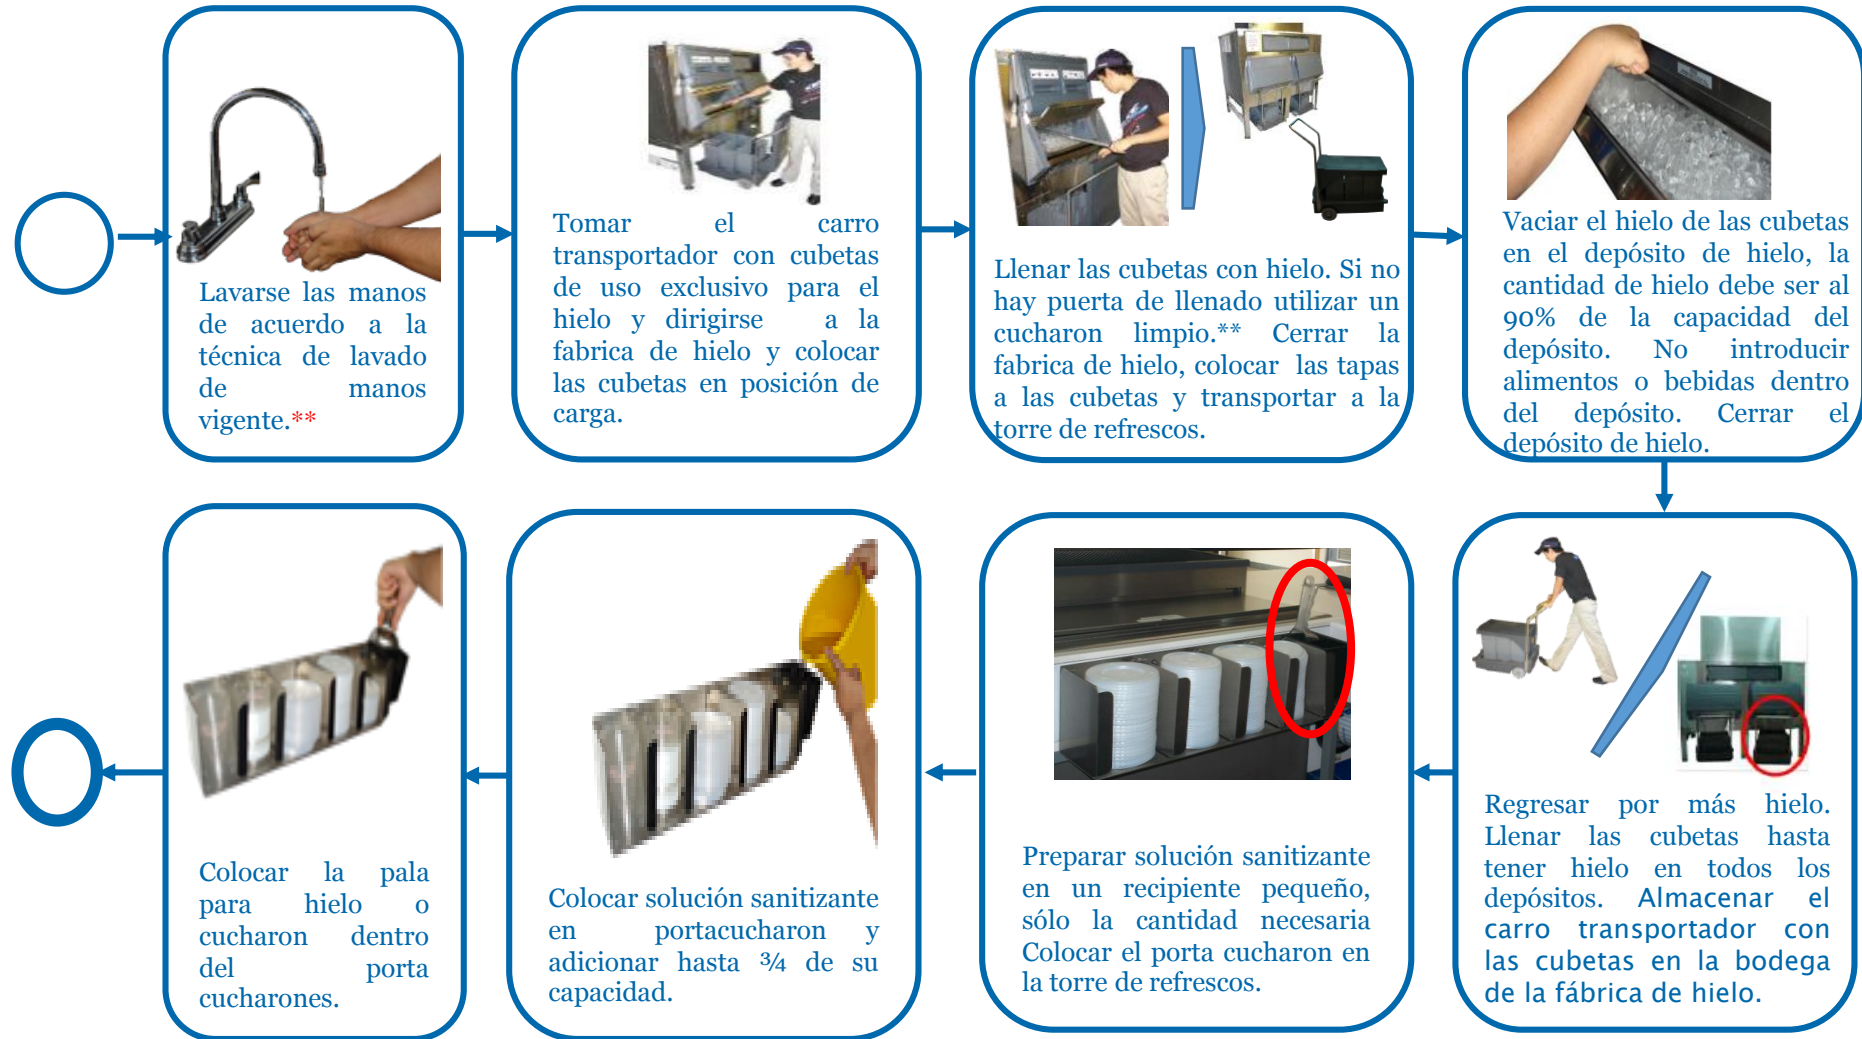 Lavarse las manos
de acuerdo a la
técnica de lavado
de manos
vigente.**
Tomar el carro
transportador con cubetas
de uso exclusivo para el
hielo y dirigirse a la
fabrica de hielo y colocar
las cubetas en posición de
carga.
Llenar las cubetas con hielo. Si no
hay puerta de llenado utilizar un
cucharon limpio.** Cerrar la
fabrica de hielo, colocar las tapas
a las cubetas y transportar a la
torre de refrescos.
Vaciar el hielo de las cubetas
en el depósito de hielo, la
cantidad de hielo debe ser al
90% de la capacidad del
depósito. No introducir
alimentos o bebidas dentro
del depósito. Cerrar el
depósito de hielo.
Regresar por más hielo.
Llenar las cubetas hasta
tener hielo en todos los
depósitos. Almacenar el
carro transportador con
las cubetas en la bodega
de la fábrica de hielo.
Preparar solución sanitizante
en un recipiente pequeño,
sólo la cantidad necesaria
Colocar el porta cucharon en
la torre de refrescos.
Colocar solución sanitizante
en portacucharon y
adicionar hasta ¾ de su
capacidad.
Colocar la pala
para hielo o
cucharon dentro
del porta
cucharones.